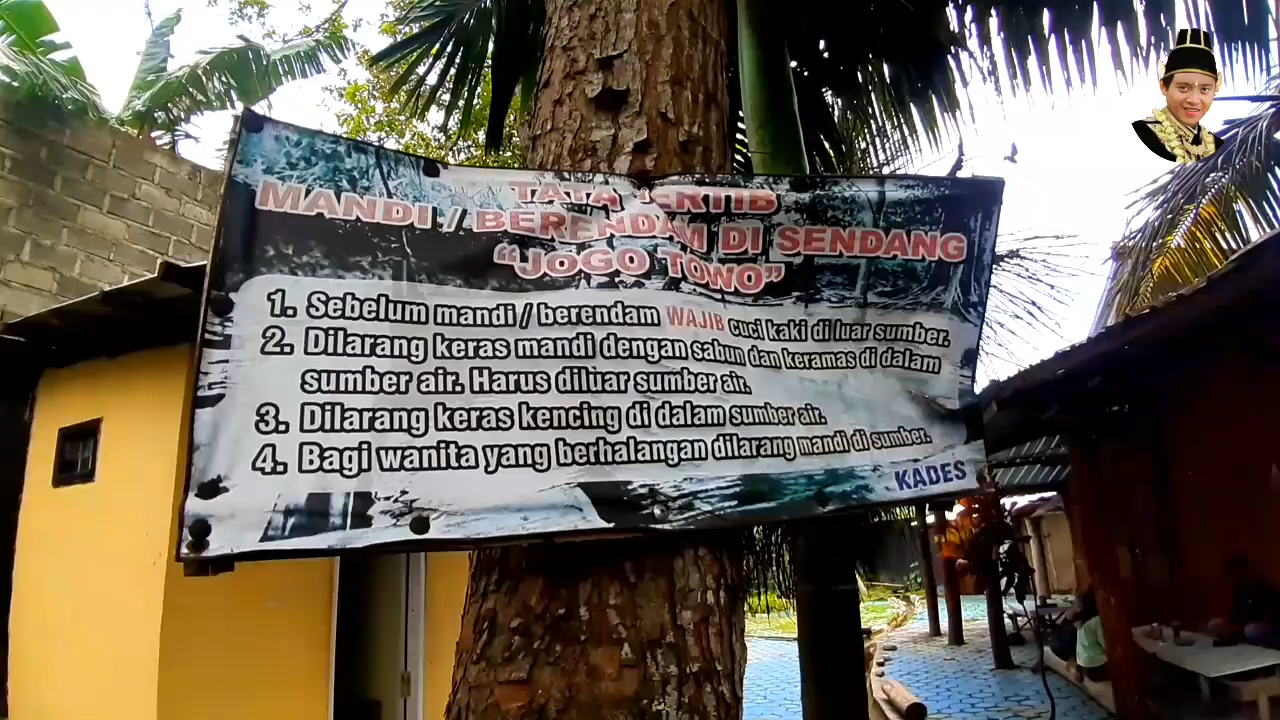 TATA TERTIB
MANDI / BERENDAM DI SENDANG
“JOGO TOWO”
1. Sebelum mandi / berendam WAJIB cuci kaki di luar sumber.
2. Dilarang keras mandi dengan sabun dan keramas di dalam
sumber air. Harus diluar sumber air.
3. Dilarang keras kencing di dalam sumber air.
4. Bagi wanita yang berhalangan dilarang mandi di sumber.
KADES